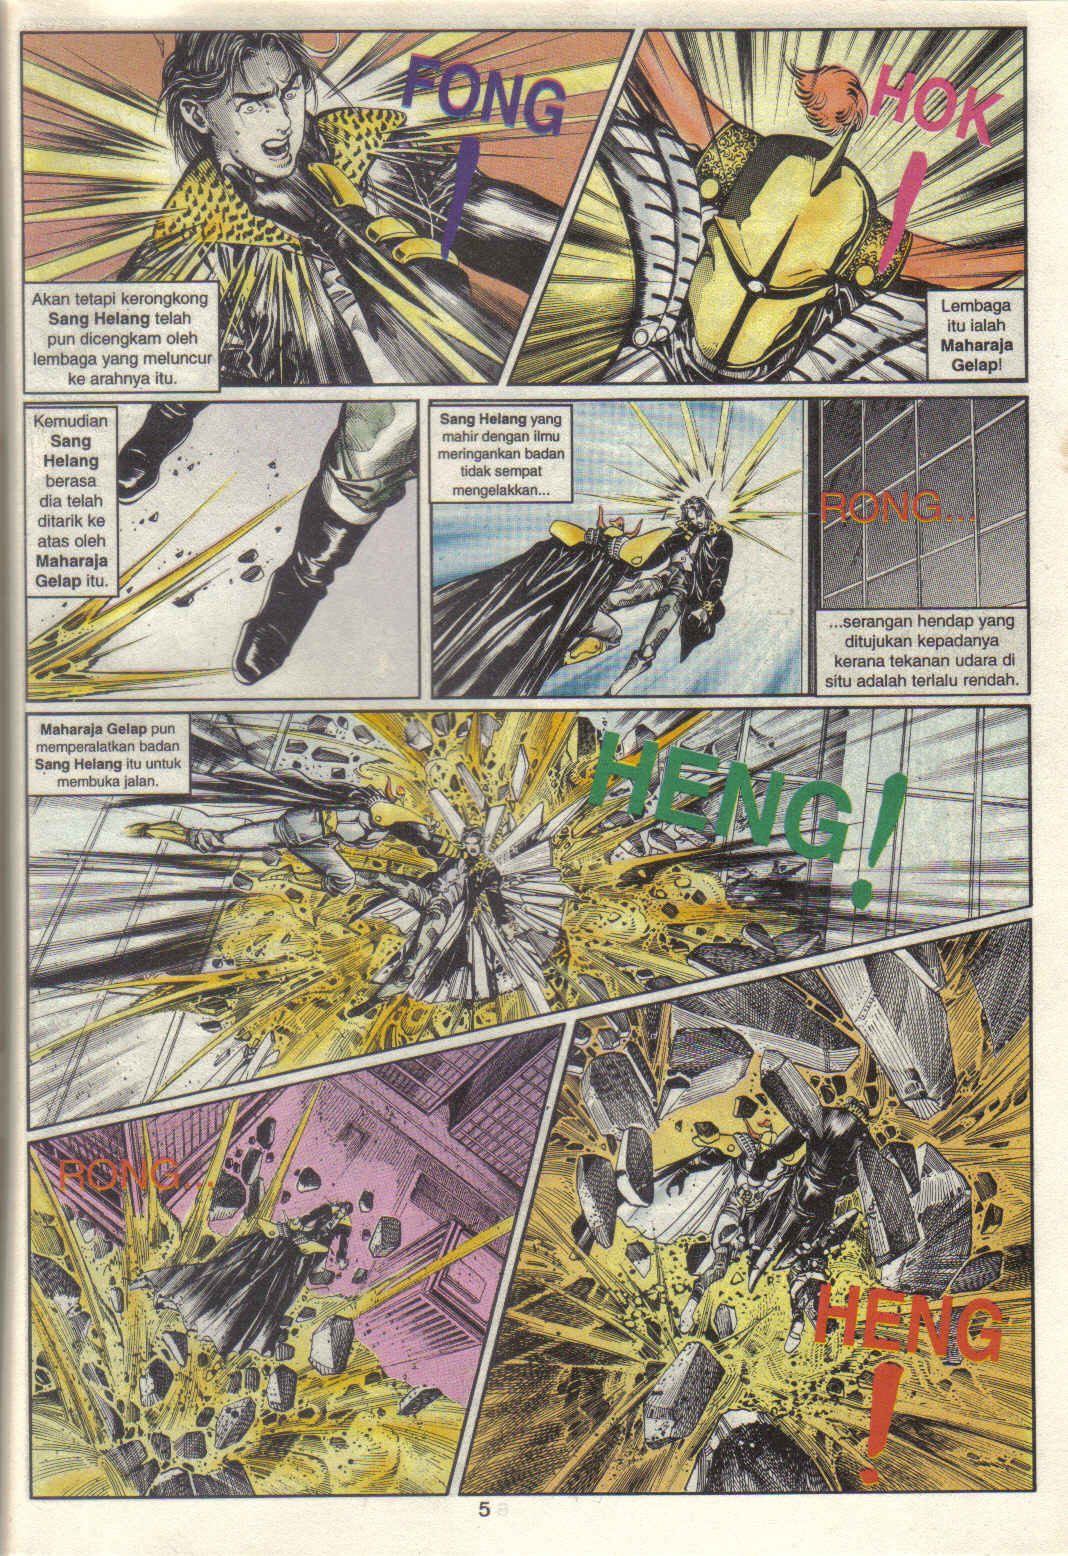 FONG!
Akan tetapi kerongkong
Sang Helang telah
pun dicengkam oleh
lembaga yang meluncur
ke arahnya itu.
HOK!
Lembaga
itu ialah
Maharaja
Gelap!
Kemudian
Sang
Helang
berasa
dia telah
ditarik ke
atas oleh
Maharaja
Gelap itu.
Sang Helang yang
mahir dengan ilmu
meringankan badan
tidak sempat
mengelakkan...
RONG...
...serangan hendap yang
ditujukan kepadanya
kerana tekanan udara di
situ adalah terlalu rendah.
Maharaja Gelap pun
memperalatkan badan
Sang Helang itu untuk
membuka jalan.
HENG!
RONG...
HENG!
5